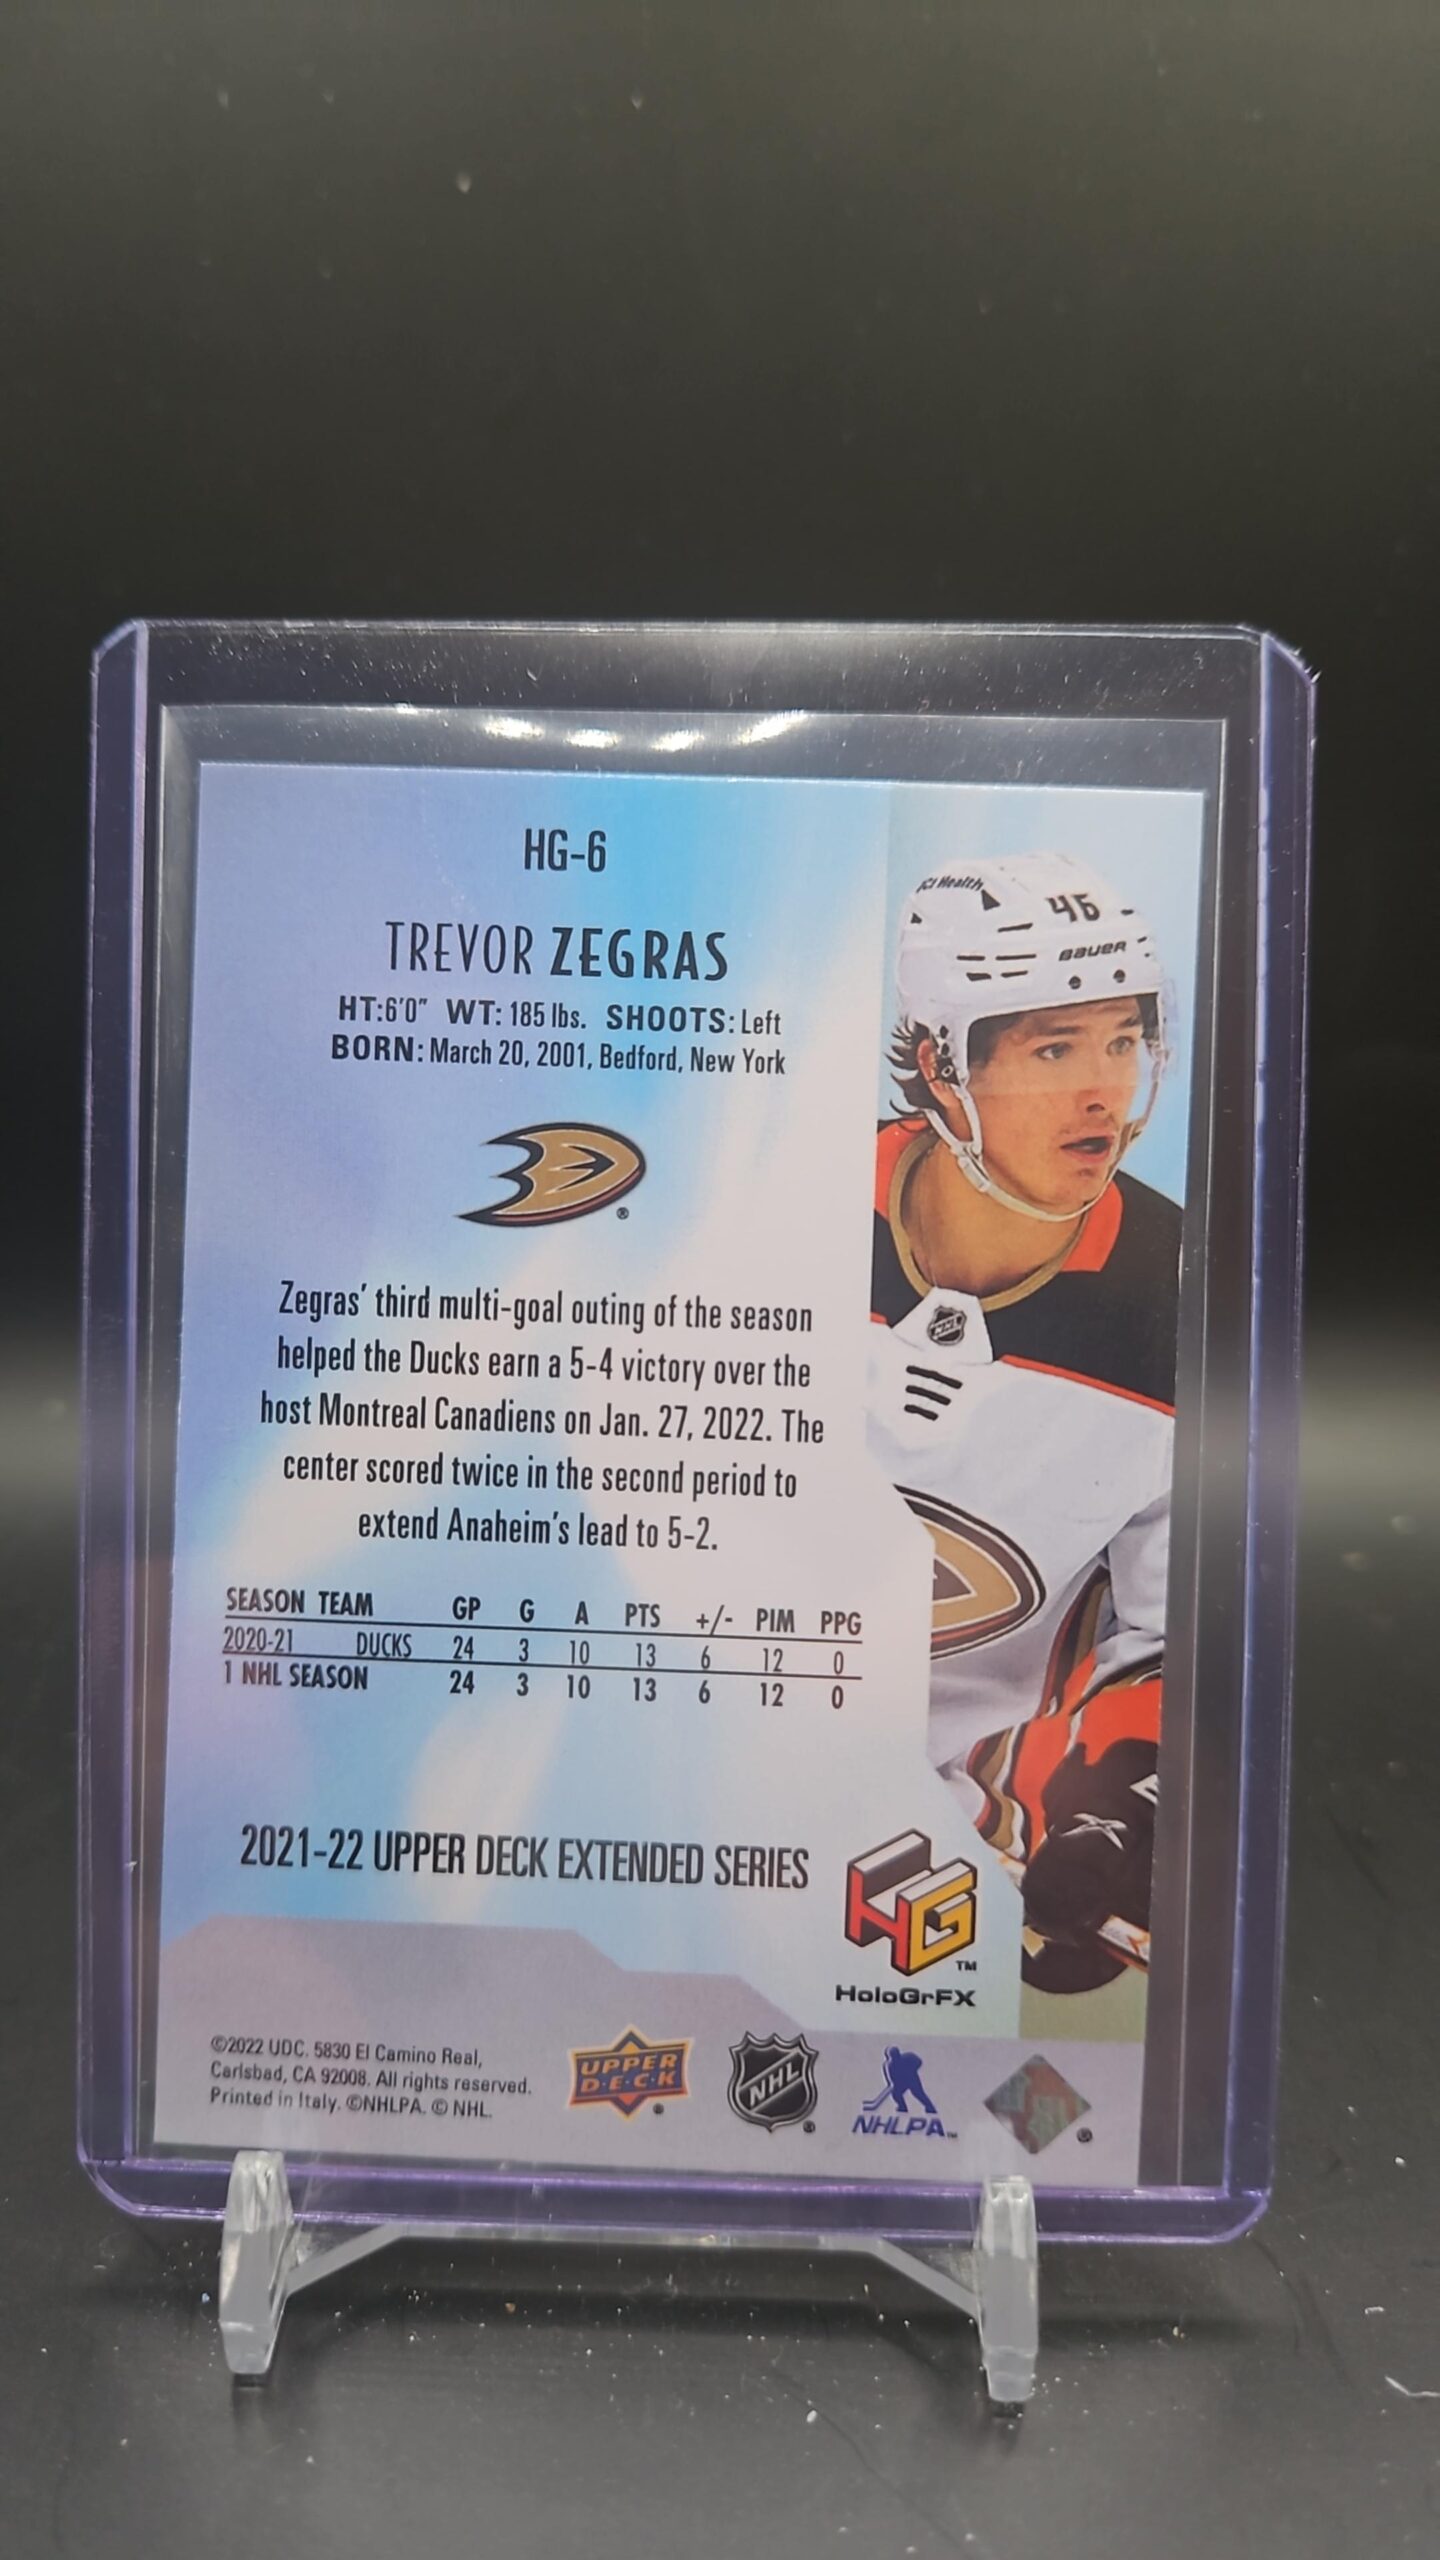 HG-6
TREVOR ZEGRAS
HT:6'0" WT: 185 lbs. SHOOTS: Left
BORN: March 20, 2001, Bedford, New York
®
Zegras' third multi-goal outing of the season
helped the Ducks earn a 5-4 victory over the
host Montreal Canadiens on Jan. 27, 2022. The
center scored twice in the second period to
extend Anaheim's lead to 5-2.
SEASON TEAM GP G A PTS +/- PIM PPG
2020-21 DUCKS 24 3 10 13 6 12 0
1 NHL SEASON 24 3 10 13 6 12 0
2021-22 UPPER DECK EXTENDED SERIES
HG ™
HoloGrFX
©2022 UDC. 5830 El Camino Real,
Carlsbad, CA 92008. All rights reserved.
Printed in Italy. ©NHLPA. © NHL.
UPPER
D·E·C·K
NHL
NHLPA
Health
46
BAUER
NHL